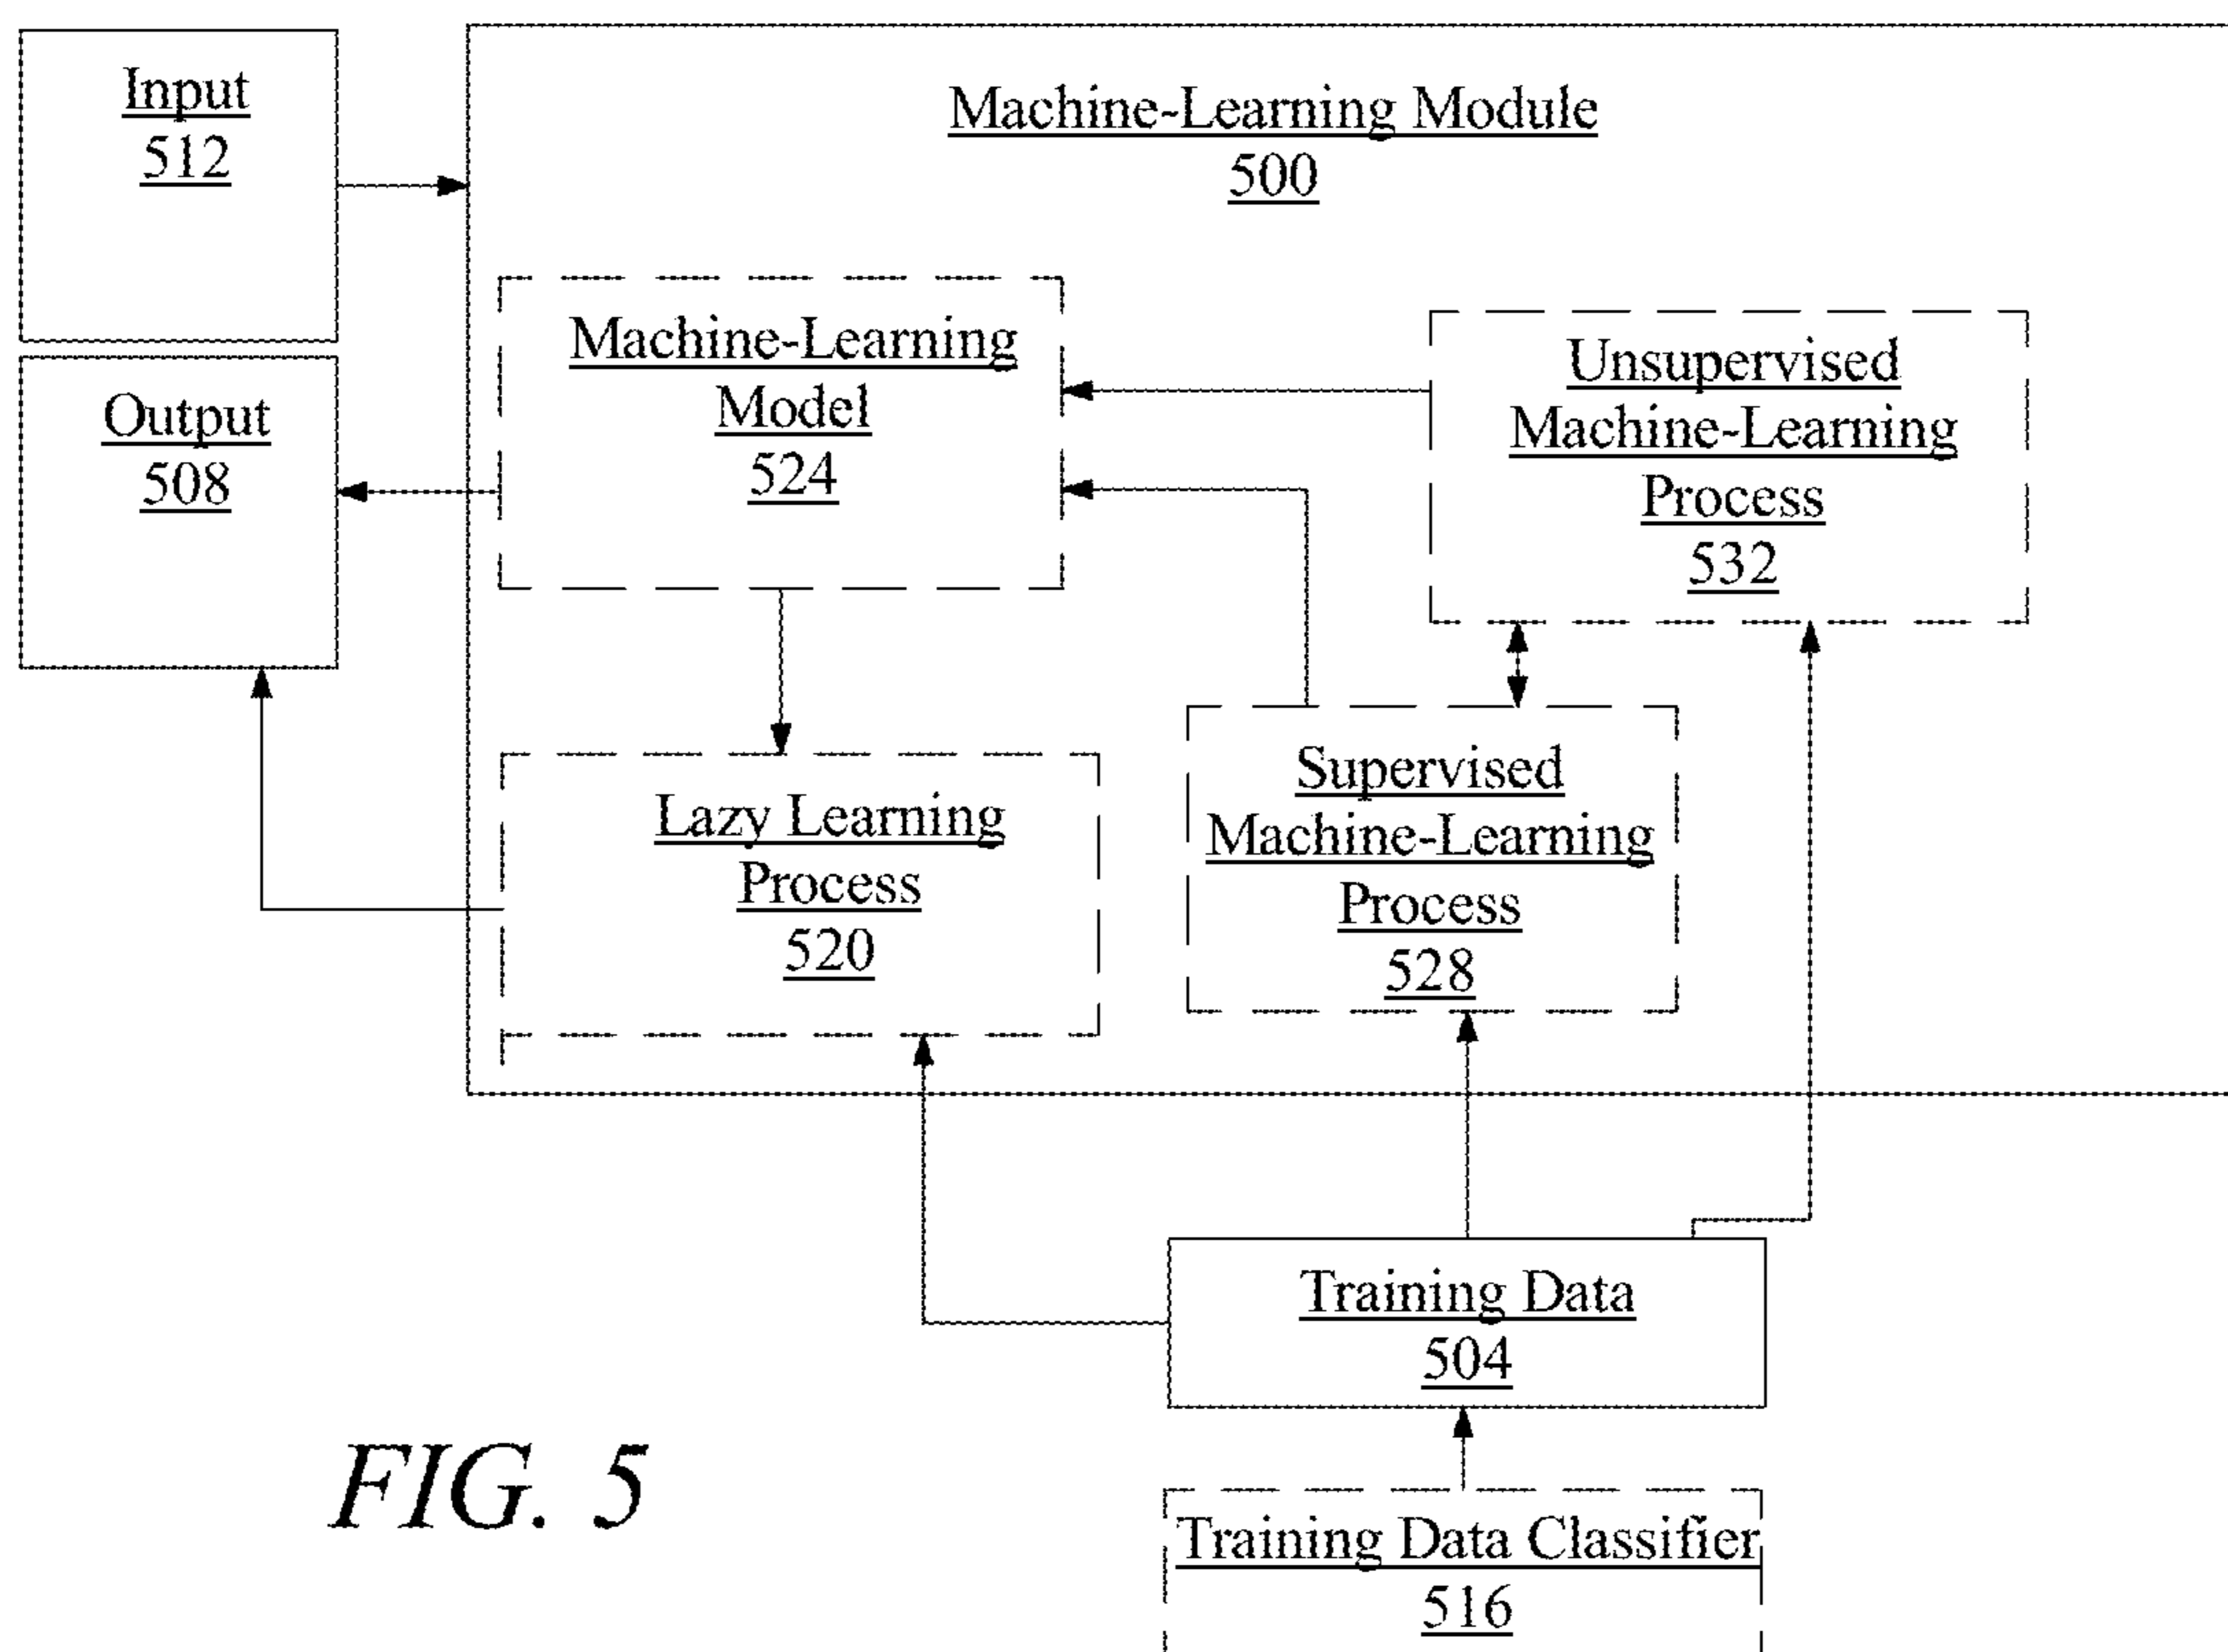 Input
512
Machine-Learning Module
500
Output
508
Machine-Learning
Model
524
Unsupervised
Machine-Learning
Process
532
Lazy Learning
Process
520
Supervised
Machine-Learning
Process
528
Training Data
504
Training Data Classifier
516
FIG. 5